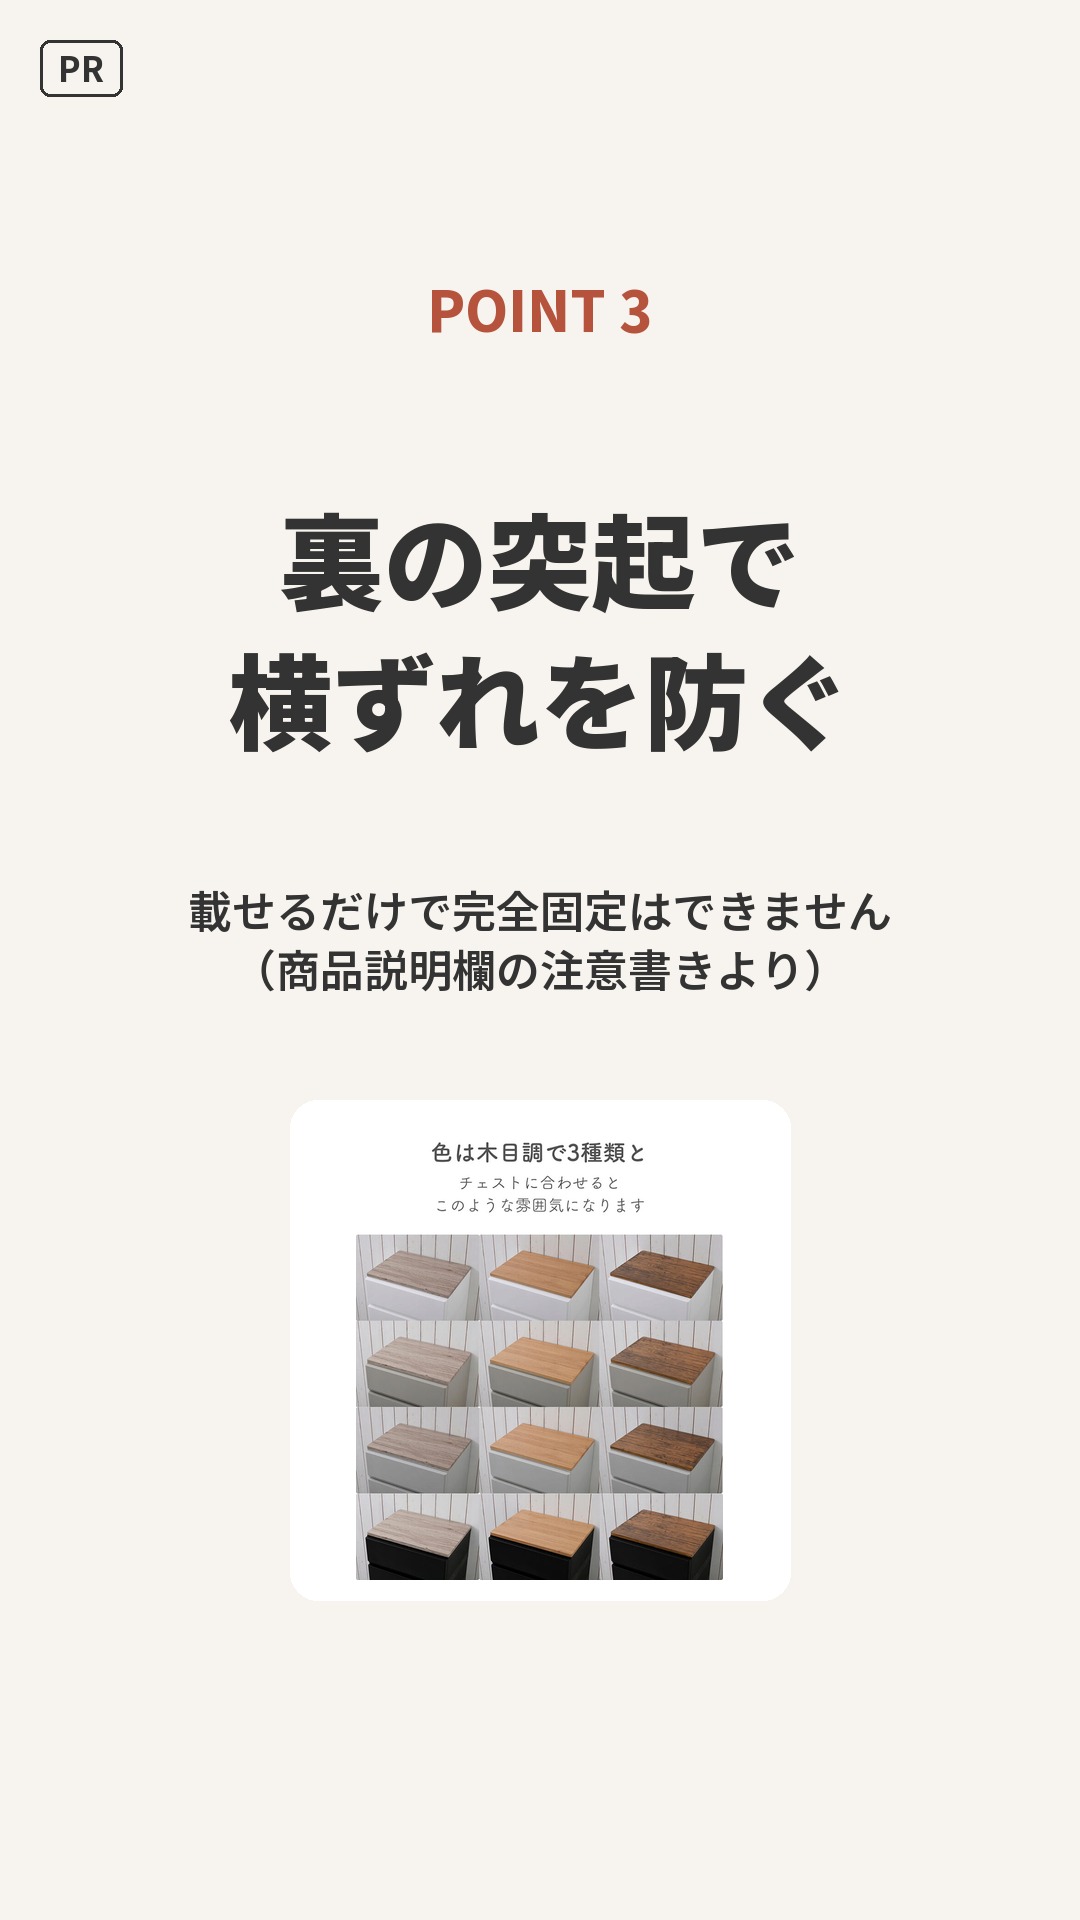 PR
POINT 3
裏の突起で
横ずれを防ぐ
載せるだけで完全固定はできません
（商品説明欄の注意書きより）
色は木目調で3種類と
チェストに合わせると
このような雰囲気になります